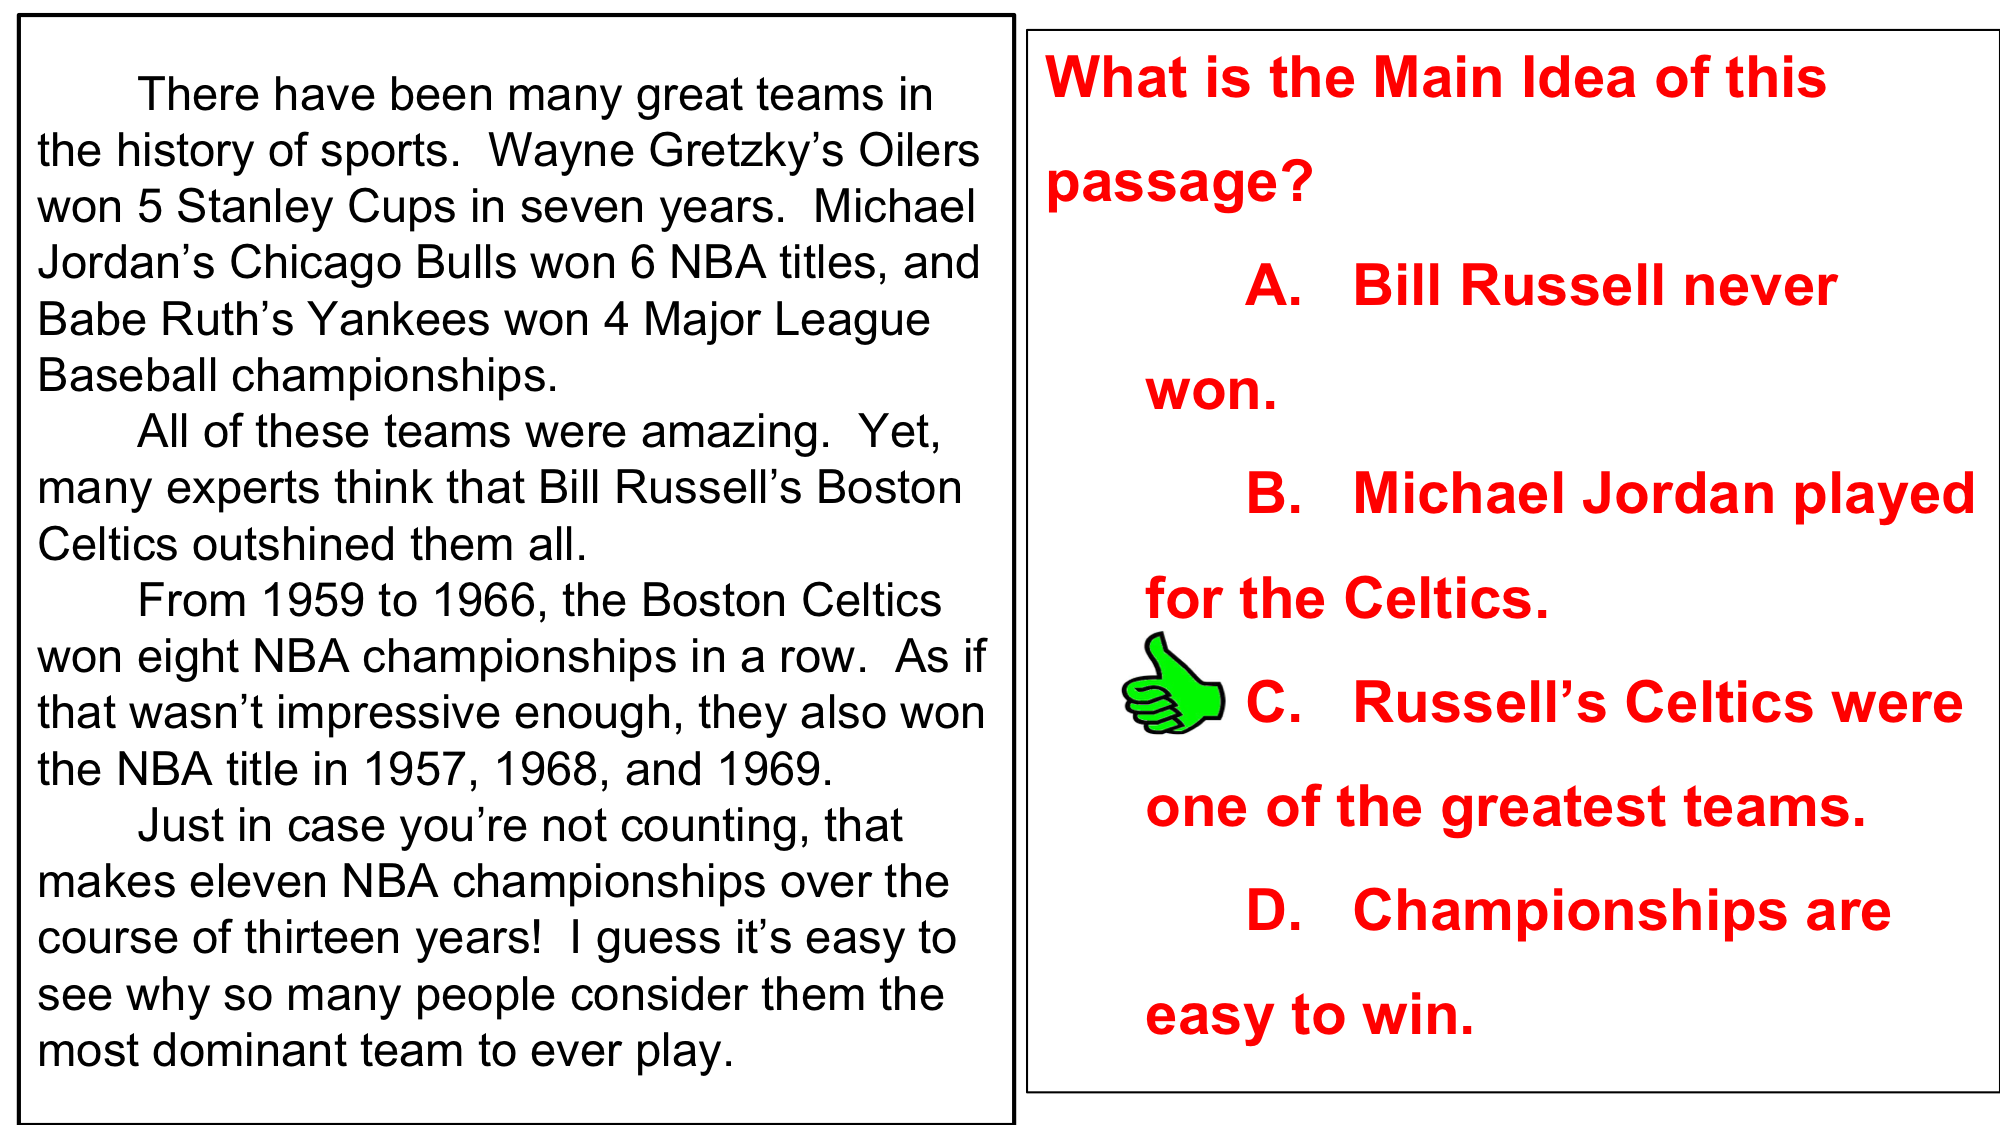 There have been many great teams in
the history of sports.  Wayne Gretzky’s Oilers
won 5 Stanley Cups in seven years.  Michael
Jordan’s Chicago Bulls won 6 NBA titles, and
Babe Ruth’s Yankees won 4 Major League
Baseball championships.
All of these teams were amazing.  Yet,
many experts think that Bill Russell’s Boston
Celtics outshined them all.
From 1959 to 1966, the Boston Celtics
won eight NBA championships in a row.  As if
that wasn’t impressive enough, they also won
the NBA title in 1957, 1968, and 1969.
Just in case you’re not counting, that
makes eleven NBA championships over the
course of thirteen years!  I guess it’s easy to
see why so many people consider them the
most dominant team to ever play.
What is the Main Idea of this
passage?
A.   Bill Russell never
won.
B.   Michael Jordan played
for the Celtics.
C.   Russell’s Celtics were
one of the greatest teams.
D.   Championships are
easy to win.